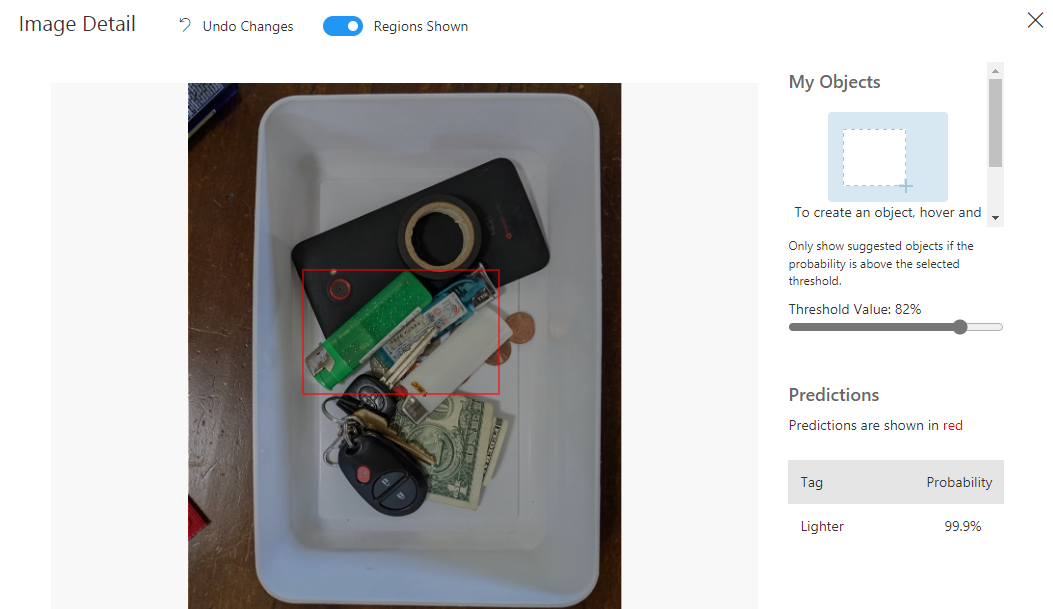 Image Detail
Undo Changes
Regions Shown
My Objects
To create an object, hover and
Only show suggested objects if the
probability is above the selected
threshold.
Threshold Value: 82%
Predictions
Predictions are shown in red
Tag Probability
Lighter 99.9%